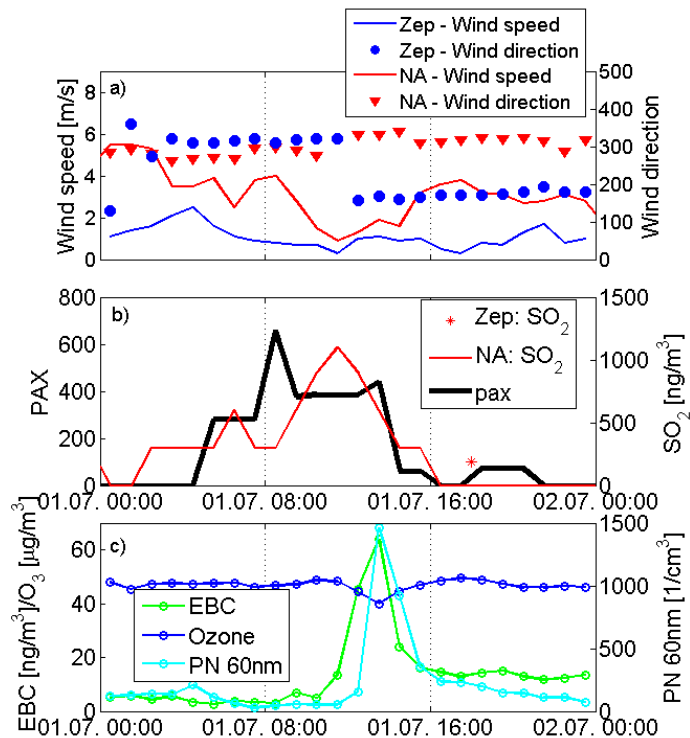 Zep - Wind speed
Zep - Wind direction
NA - Wind speed
NA - Wind direction
a)
Wind speed [m/s]
8
6
4
2
0
500
400
300
200
100
0
Wind direction
b)
PAX
800
600
400
200
0
Zep: SO₂
NA: SO₂
pax
1500
1000
500
0
SO₂ [ng/m³]
01.07. 00:00 01.07. 08:00 01.07. 16:00 02.07. 00:00
c)
EBC [ng/m³]/O₃ [µg/m³]
60
40
20
0
EBC
Ozone
PN 60nm
1500
1000
500
0
PN 60nm [1/cm³]
01.07. 00:00 01.07. 08:00 01.07. 16:00 02.07. 00:00